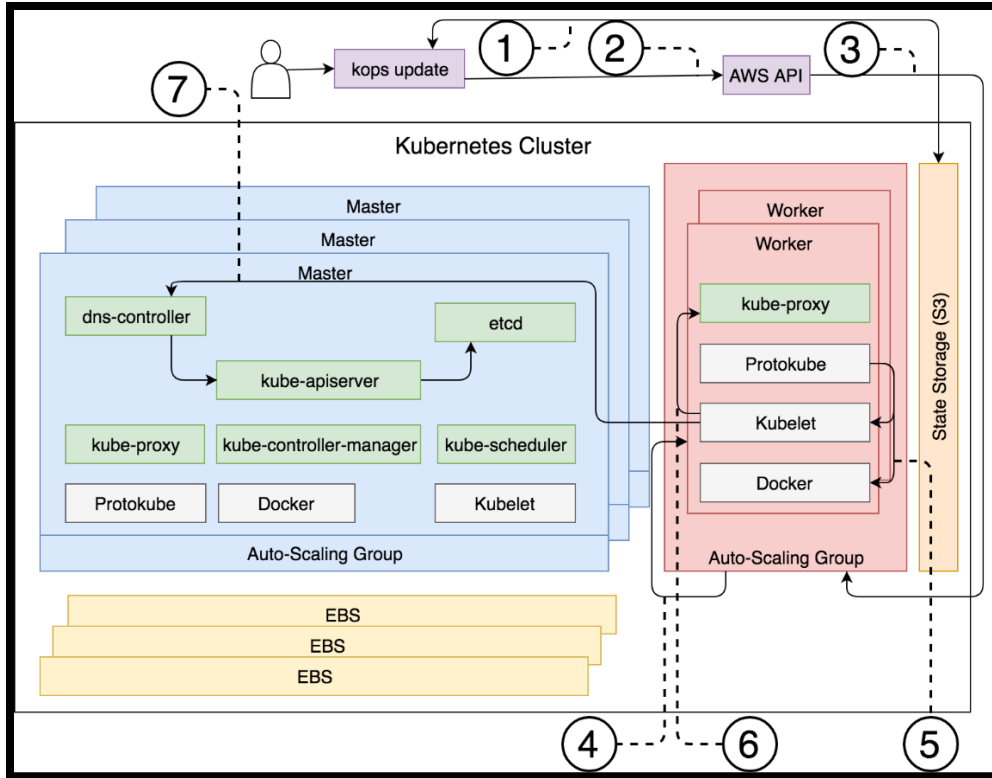 1
2
3
kops update
AWS API
7
Kubernetes Cluster
Master
Master
Master
Worker
Worker
dns-controller
etcd
kube-proxy
kube-apiserver
Protokube
State Storage (S3)
kube-proxy
kube-controller-manager
kube-scheduler
Kubelet
Protokube
Docker
Kubelet
Docker
Auto-Scaling Group
Auto-Scaling Group
EBS
EBS
EBS
4
6
5